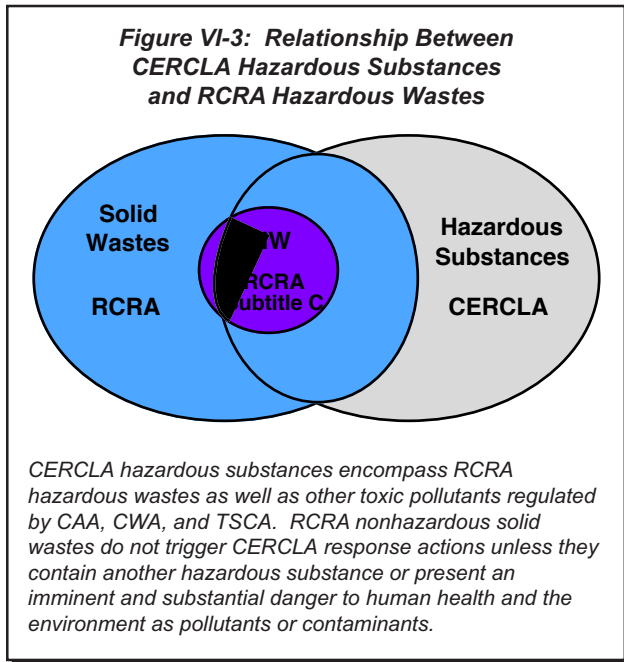 Figure VI-3: Relationship Between
CERCLA Hazardous Substances
and RCRA Hazardous Wastes
Solid
Wastes
RCRA
RCRA
C
Hazardous
Substances
CERCLA
CERCLA hazardous substances encompass RCRA
hazardous wastes as well as other toxic pollutants regulated
by CAA, CWA, and TSCA. RCRA nonhazardous solid
wastes do not trigger CERCLA response actions unless they
contain another hazardous substance or present an
imminent and substantial danger to human health and the
environment as pollutants or contaminants.